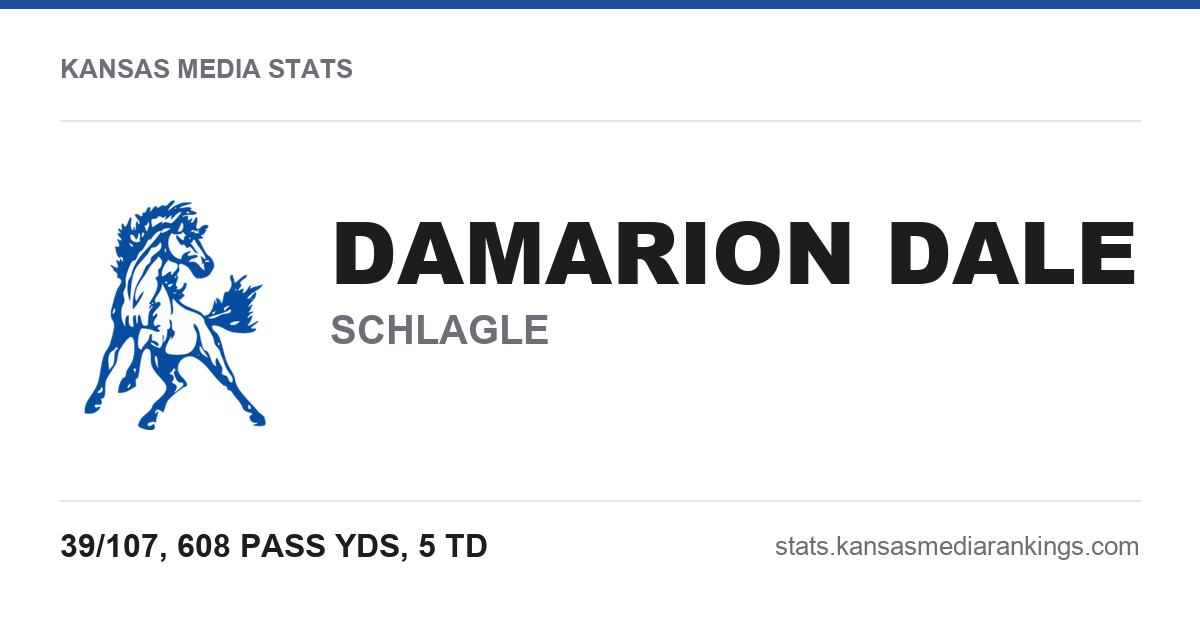 KANSAS MEDIA STATS
DAMARION DALE
SCHLAGLE
39/107, 608 PASS YDS, 5 TD
stats.kansasmediarankings.com